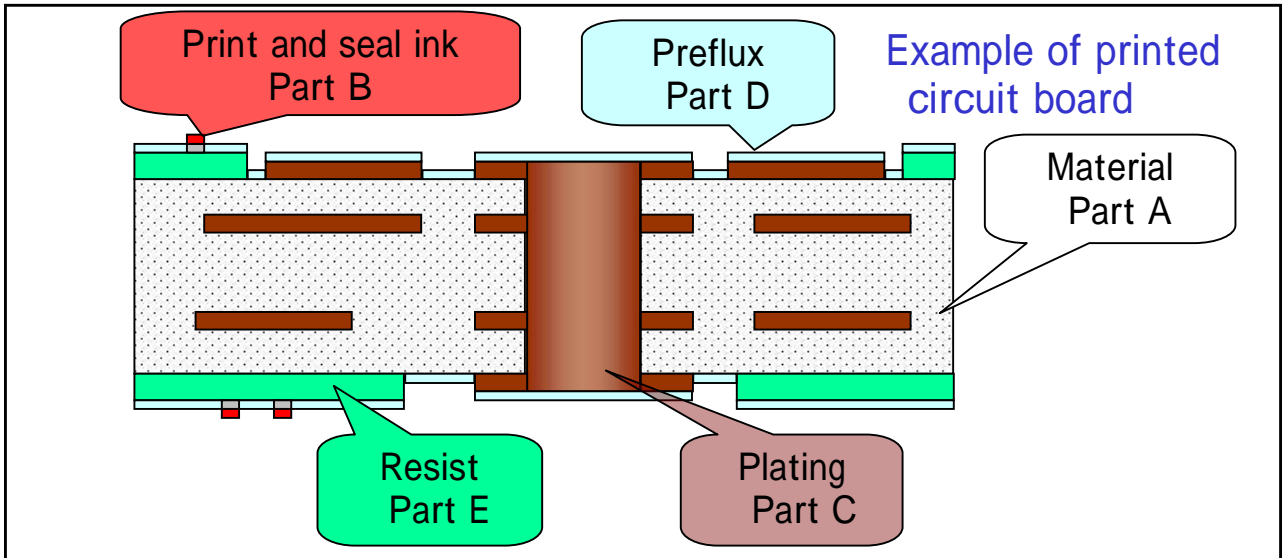 Print and seal ink
Part B
Preflux
Part D
Example of printed
circuit board
Material
Part A
Resist
Part E
Plating
Part C